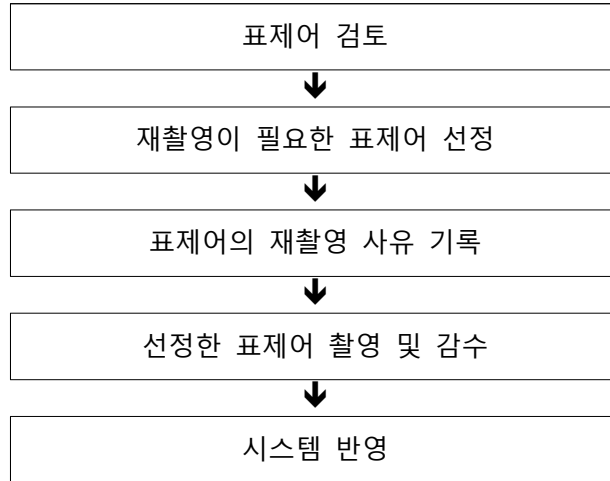 표제어 검토
재촬영이 필요한 표제어 선정
표제어의 재촬영 사유 기록
선정한 표제어 촬영 및 감수
시스템 반영